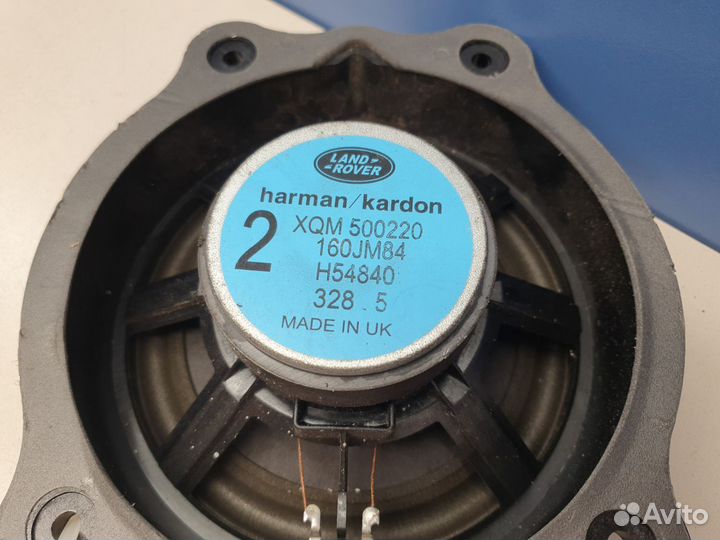 LAND-
-ROVER
harman/kardon
2
XQM 500220
160JM84
H54840
328 . 5
MADE IN UK
Avito